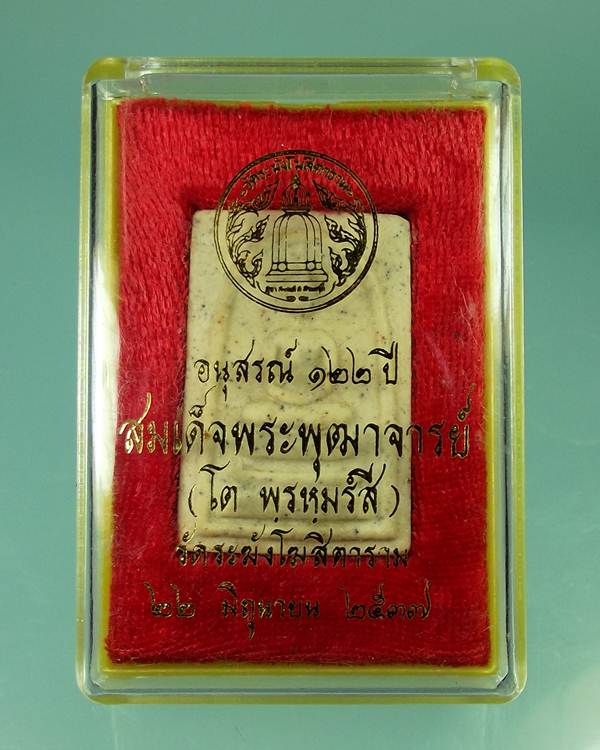 อนุสรณ์ ๑๒๒ ปี
สมเด็จพระพุฒาจารย์
(โต พรหมรังสี)
วัดระฆังโฆสิตาราม
๒๒ มิถุนายน ๒๕๓๗